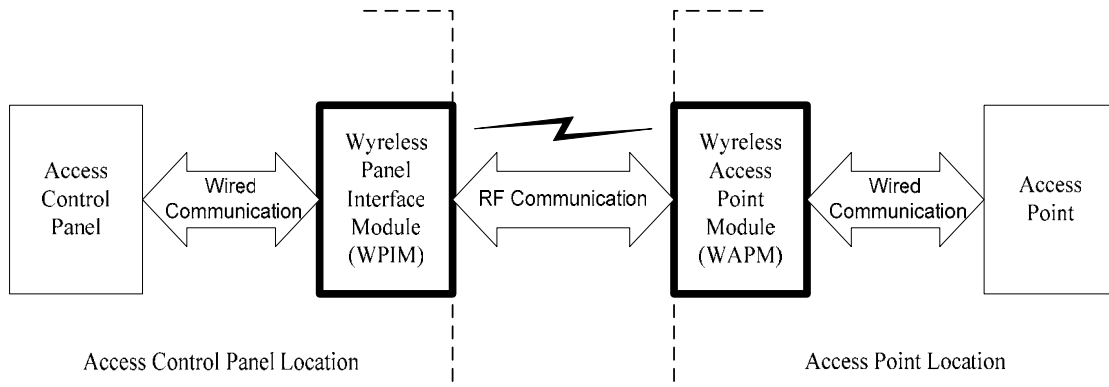 Access
Control
Panel
Wired
Communication
Wyreless
Panel
Interface
Module
(WPIM)
RF Communication
Wyreless
Access
Point
Module
(WAPM)
Wired
Communication
Access
Point
Access Control Panel Location
Access Point Location